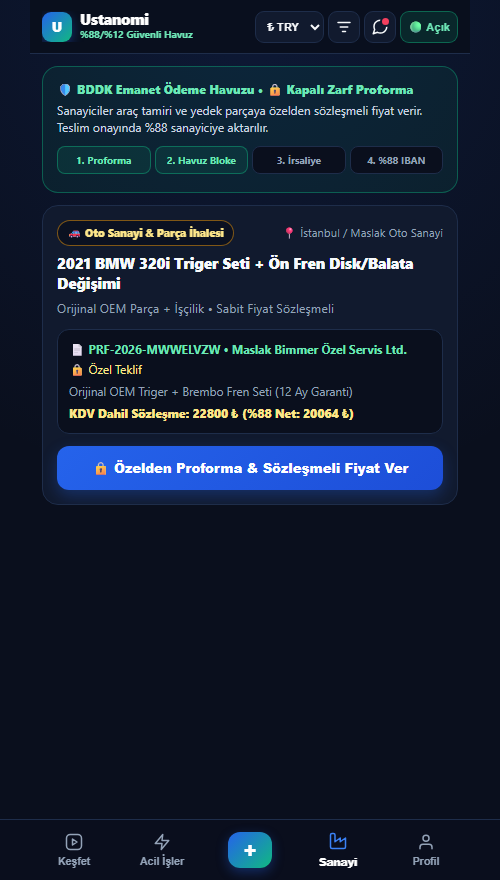 U
Ustanomi
%88/%12 Güvenli Havuz
₺ TRY
Açık
BDDK Emanet Ödeme Havuzu • 🔒 Kapalı Zarf Proforma
Sanayiciler araç tamiri ve yedek parçaya özelden sözleşmeli fiyat verir.
Teslim onayında %88 sanayiciye aktarılır.
1. Proforma
2. Havuz Bloke
3. İrsaliye
4. %88 IBAN
Oto Sanayi & Parça İhalesi
İstanbul / Maslak Oto Sanayi
2021 BMW 320i Triger Seti + Ön Fren Disk/Balata
Değişimi
Orijinal OEM Parça + İşçilik • Sabit Fiyat Sözleşmeli
PRF-2026-MWWELVZW • Maslak Bimmer Özel Servis Ltd.
Özel Teklif
Orijinal OEM Triger + Brembo Fren Seti (12 Ay Garanti)
KDV Dahil Sözleşme: 22800 ₺ (%88 Net: 20064 ₺)
Özelden Proforma & Sözleşmeli Fiyat Ver
Keşfet
Acil İşler
+
Sanayi
Profil